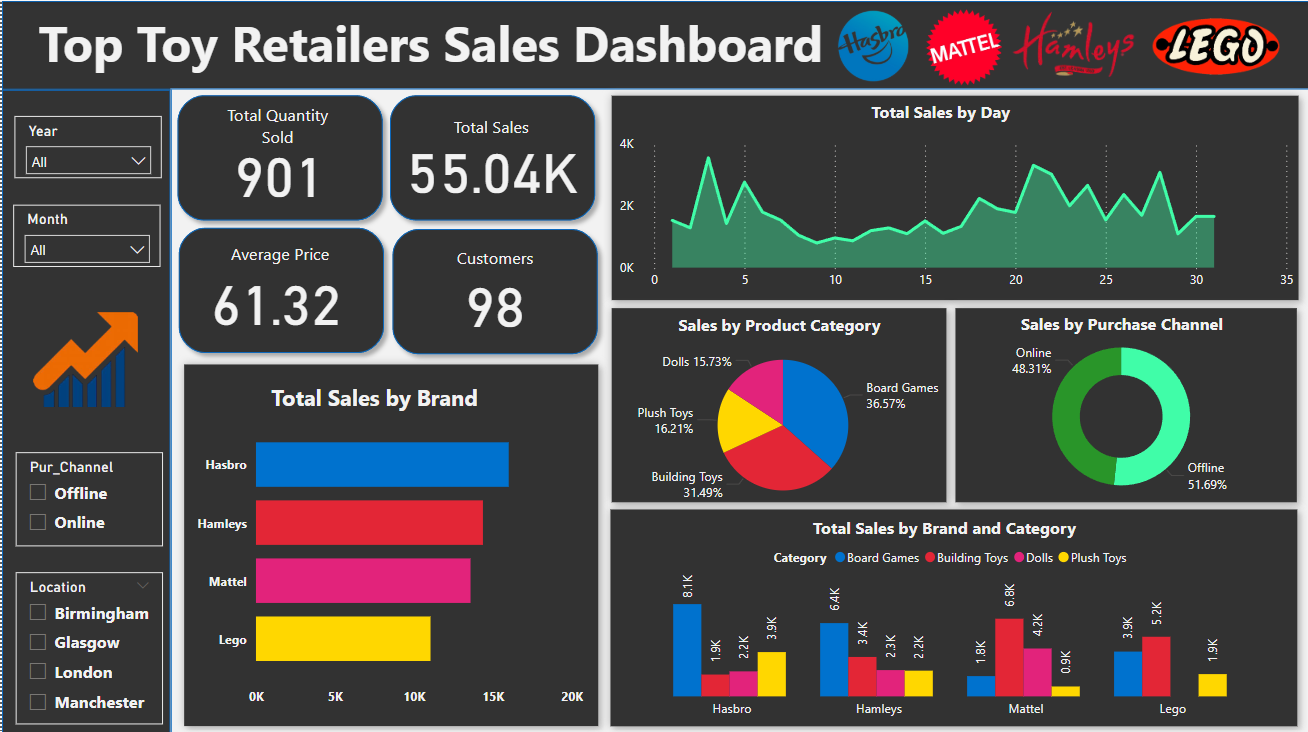 Top Toy Retailers Sales Dashboard
Hasbro
MATTEL
Hamleys
LEGO
Year
All
Month
All
Pur_Channel
Offline
Online
Location
Birmingham
Glasgow
London
Manchester
Total Quantity
Sold
901
Total Sales
55.04K
Average Price
61.32
Customers
98
Total Sales by Brand
Hasbro
Hamleys
Mattel
Lego
0K 5K 10K 15K 20K
Total Sales by Day
4K
2K
0K
0 5 10 15 20 25 30 35
Sales by Product Category
Dolls 15.73%
Board Games
36.57%
Plush Toys
16.21%
Building Toys
31.49%
Sales by Purchase Channel
Online
48.31%
Offline
51.69%
Total Sales by Brand and Category
Category Board Games Building Toys Dolls Plush Toys
8.1K 1.9K 2.2K 3.9K 6.4K 3.4K 2.3K 2.2K 1.8K 6.8K 4.2K 0.9K 3.9K 5.2K 1.9K
Hasbro Hamleys Mattel Lego